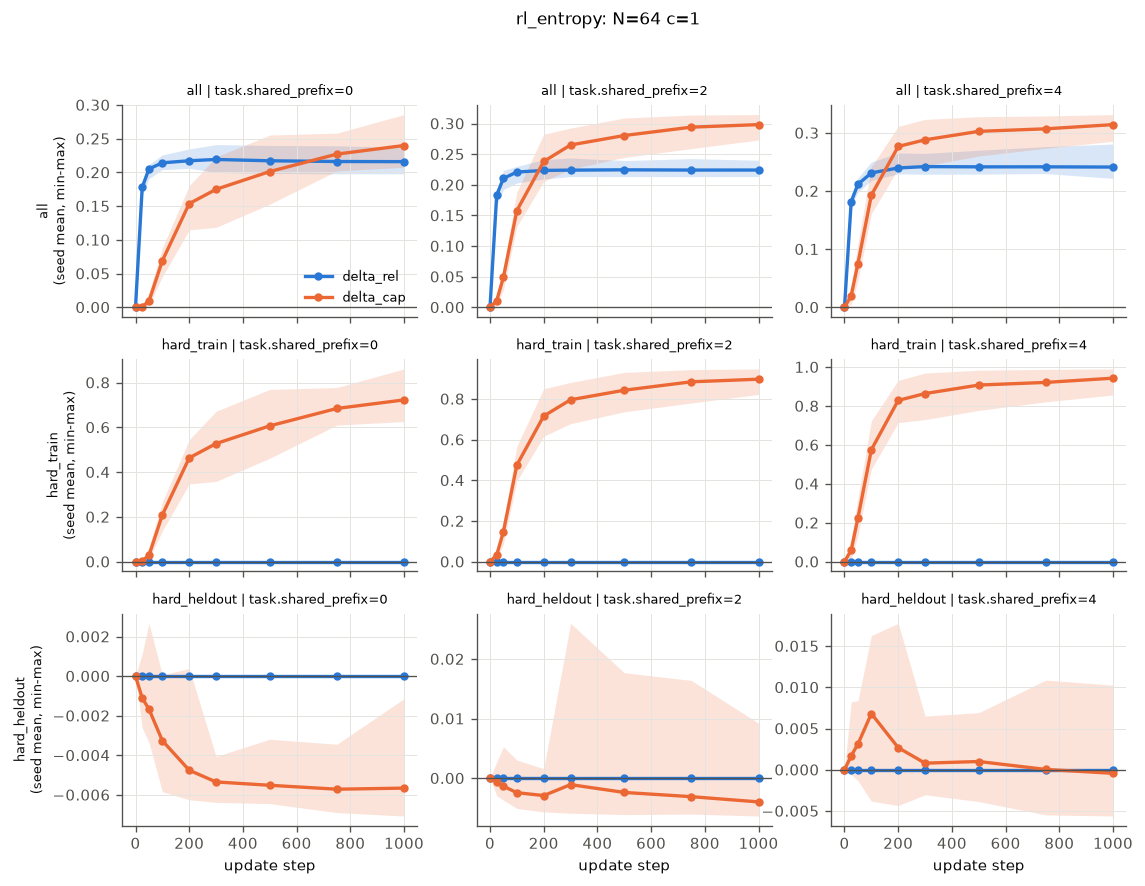 rl_entropy: N=64 c=1
all | task.shared_prefix=0
all | task.shared_prefix=2
all | task.shared_prefix=4
all
(seed mean, min-max)
0.30
0.25
0.20
0.15
0.10
0.05
0.00
delta_rel
delta_cap
0.30
0.25
0.20
0.15
0.10
0.05
0.00
0.3
0.2
0.1
0.0
hard_train | task.shared_prefix=0
hard_train | task.shared_prefix=2
hard_train | task.shared_prefix=4
hard_train
(seed mean, min-max)
0.8
0.6
0.4
0.2
0.0
0.8
0.6
0.4
0.2
0.0
1.0
0.8
0.6
0.4
0.2
0.0
hard_heldout | task.shared_prefix=0
hard_heldout | task.shared_prefix=2
hard_heldout | task.shared_prefix=4
hard_heldout
(seed mean, min-max)
0.002
0.000
−0.002
−0.004
−0.006
0.02
0.01
0.00
0.015
0.010
0.005
0.000
−0.005
0 200 400 600 800 1000
0 200 400 600 800 1000
0 200 400 600 800 1000
update step
update step
update step